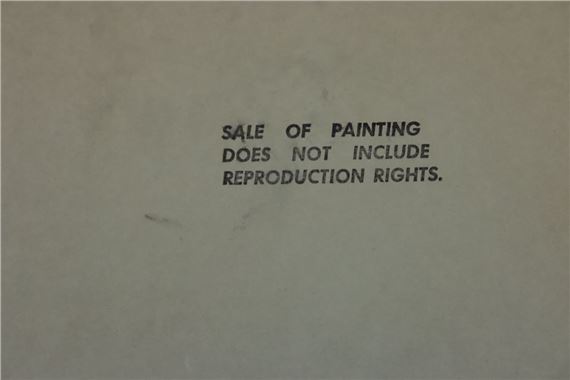 SALE OF PAINTING
DOES NOT INCLUDE
REPRODUCTION RIGHTS.